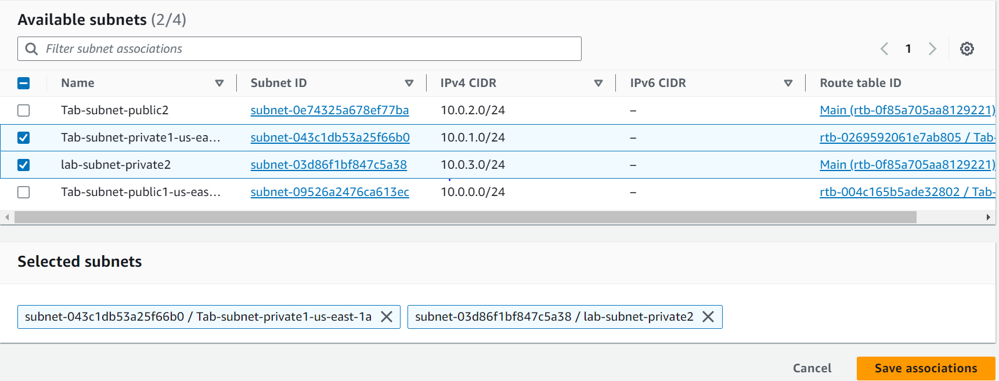 Available subnets (2/4)
Filter subnet associations
1
Name Subnet ID IPv4 CIDR IPv6 CIDR Route table ID
Tab-subnet-public2 subnet-0e74325a678ef77ba 10.0.2.0/24 – Main (rtb-0f85a705aa8129221)
Tab-subnet-private1-us-ea... subnet-043c1db53a25f66b0 10.0.1.0/24 – rtb-0269592061e7ab805 / Tab-
lab-subnet-private2 subnet-03d86f1bf847c5a38 10.0.3.0/24 – Main (rtb-0f85a705aa8129221)
Tab-subnet-public1-us-eas... subnet-09526a2476ca613ec 10.0.0.0/24 – rtb-004c165b5ade32802 / Tab-
Selected subnets
subnet-043c1db53a25f66b0 / Tab-subnet-private1-us-east-1a subnet-03d86f1bf847c5a38 / lab-subnet-private2
Cancel Save associations